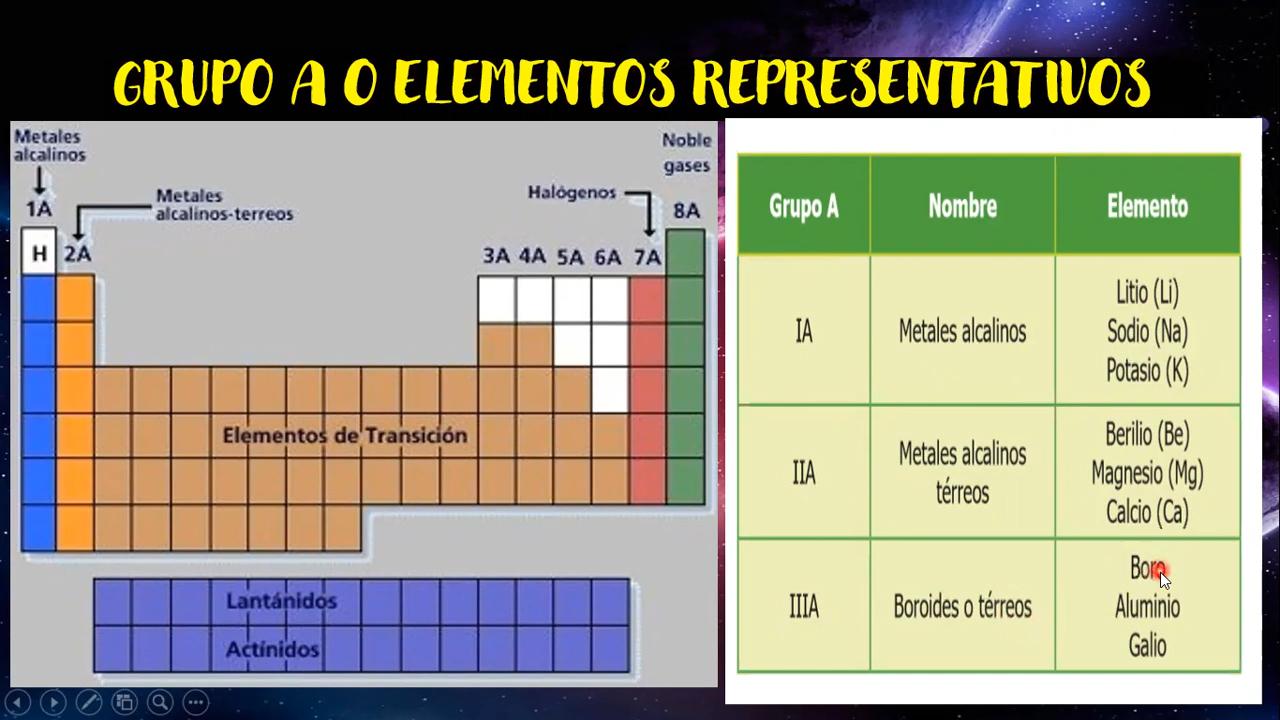 GRUPO A O ELEMENTOS REPRESENTATIVOS
Metales
alcalinos
1A
H
2A
Metales
alcalinos-terreos
Halógenos
Noble
gases
8A
3A 4A 5A 6A 7A
Elementos de Transición
Lantánidos
Actínidos
Grupo A Nombre Elemento
IA Metales alcalinos
Litio (Li)
Sodio (Na)
Potasio (K)
IIA
Metales alcalinos
térreos
Berilio (Be)
Magnesio (Mg)
Calcio (Ca)
IIIA Boroides o térreos
Boro
Aluminio
Galio